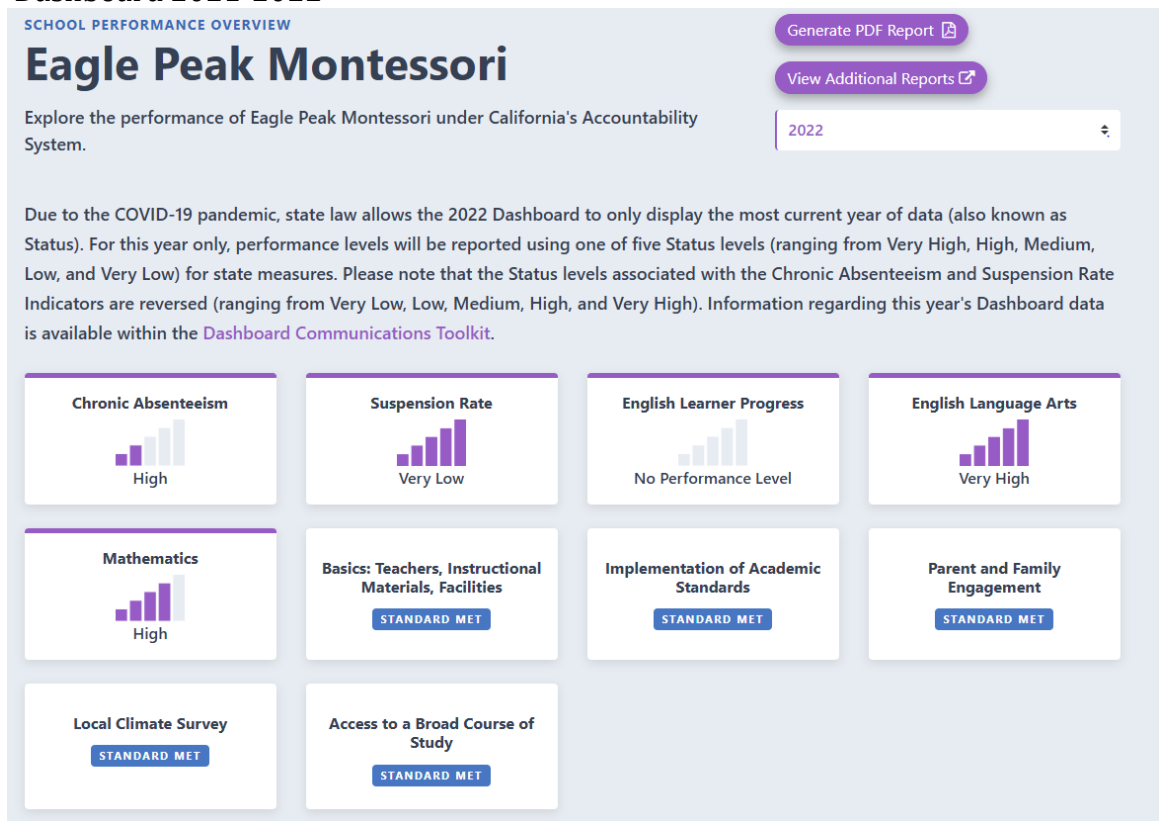 Dashboard 2021-2022
SCHOOL PERFORMANCE OVERVIEW
Eagle Peak Montessori
Explore the performance of Eagle Peak Montessori under California's Accountability
System.
Generate PDF Report
View Additional Reports
2022
Due to the COVID-19 pandemic, state law allows the 2022 Dashboard to only display the most current year of data (also known as
Status). For this year only, performance levels will be reported using one of five Status levels (ranging from Very High, High, Medium,
Low, and Very Low) for state measures. Please note that the Status levels associated with the Chronic Absenteeism and Suspension Rate
Indicators are reversed (ranging from Very Low, Low, Medium, High, and Very High). Information regarding this year's Dashboard data
is available within the Dashboard Communications Toolkit.
Chronic Absenteeism
High
Suspension Rate
Very Low
English Learner Progress
No Performance Level
English Language Arts
Very High
Mathematics
High
Basics: Teachers, Instructional
Materials, Facilities
STANDARD MET
Implementation of Academic
Standards
STANDARD MET
Parent and Family
Engagement
STANDARD MET
Local Climate Survey
STANDARD MET
Access to a Broad Course of
Study
STANDARD MET